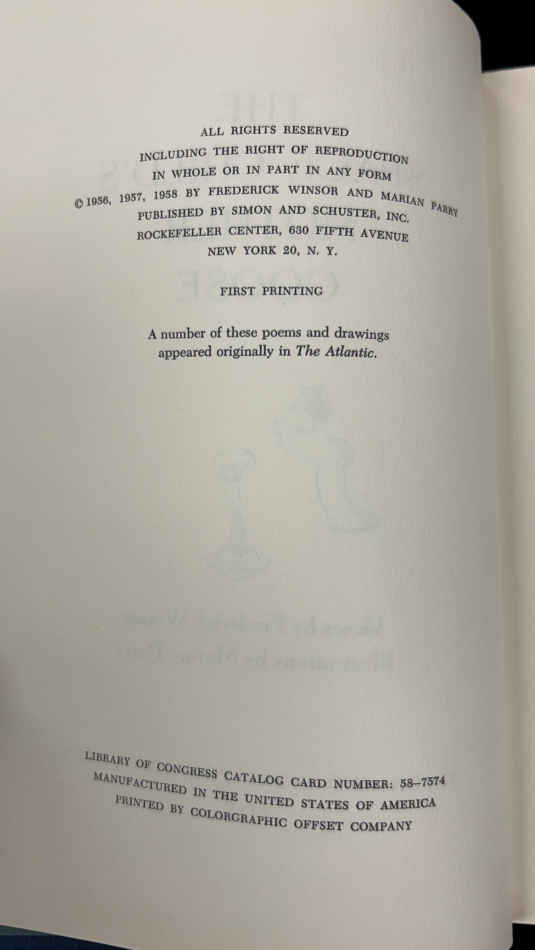 ALL RIGHTS RESERVED
INCLUDING THE RIGHT OF REPRODUCTION
IN WHOLE OR IN PART IN ANY FORM
© 1956, 1957, 1958 BY FREDERICK WINSOR AND MARIAN PARRY
PUBLISHED BY SIMON AND SCHUSTER, INC.
ROCKEFELLER CENTER, 630 FIFTH AVENUE
NEW YORK 20, N. Y.
FIRST PRINTING
A number of these poems and drawings
appeared originally in The Atlantic.
LIBRARY OF CONGRESS CATALOG CARD NUMBER: 58–7574
MANUFACTURED IN THE UNITED STATES OF AMERICA
PRINTED BY COLORGRAPHIC OFFSET COMPANY